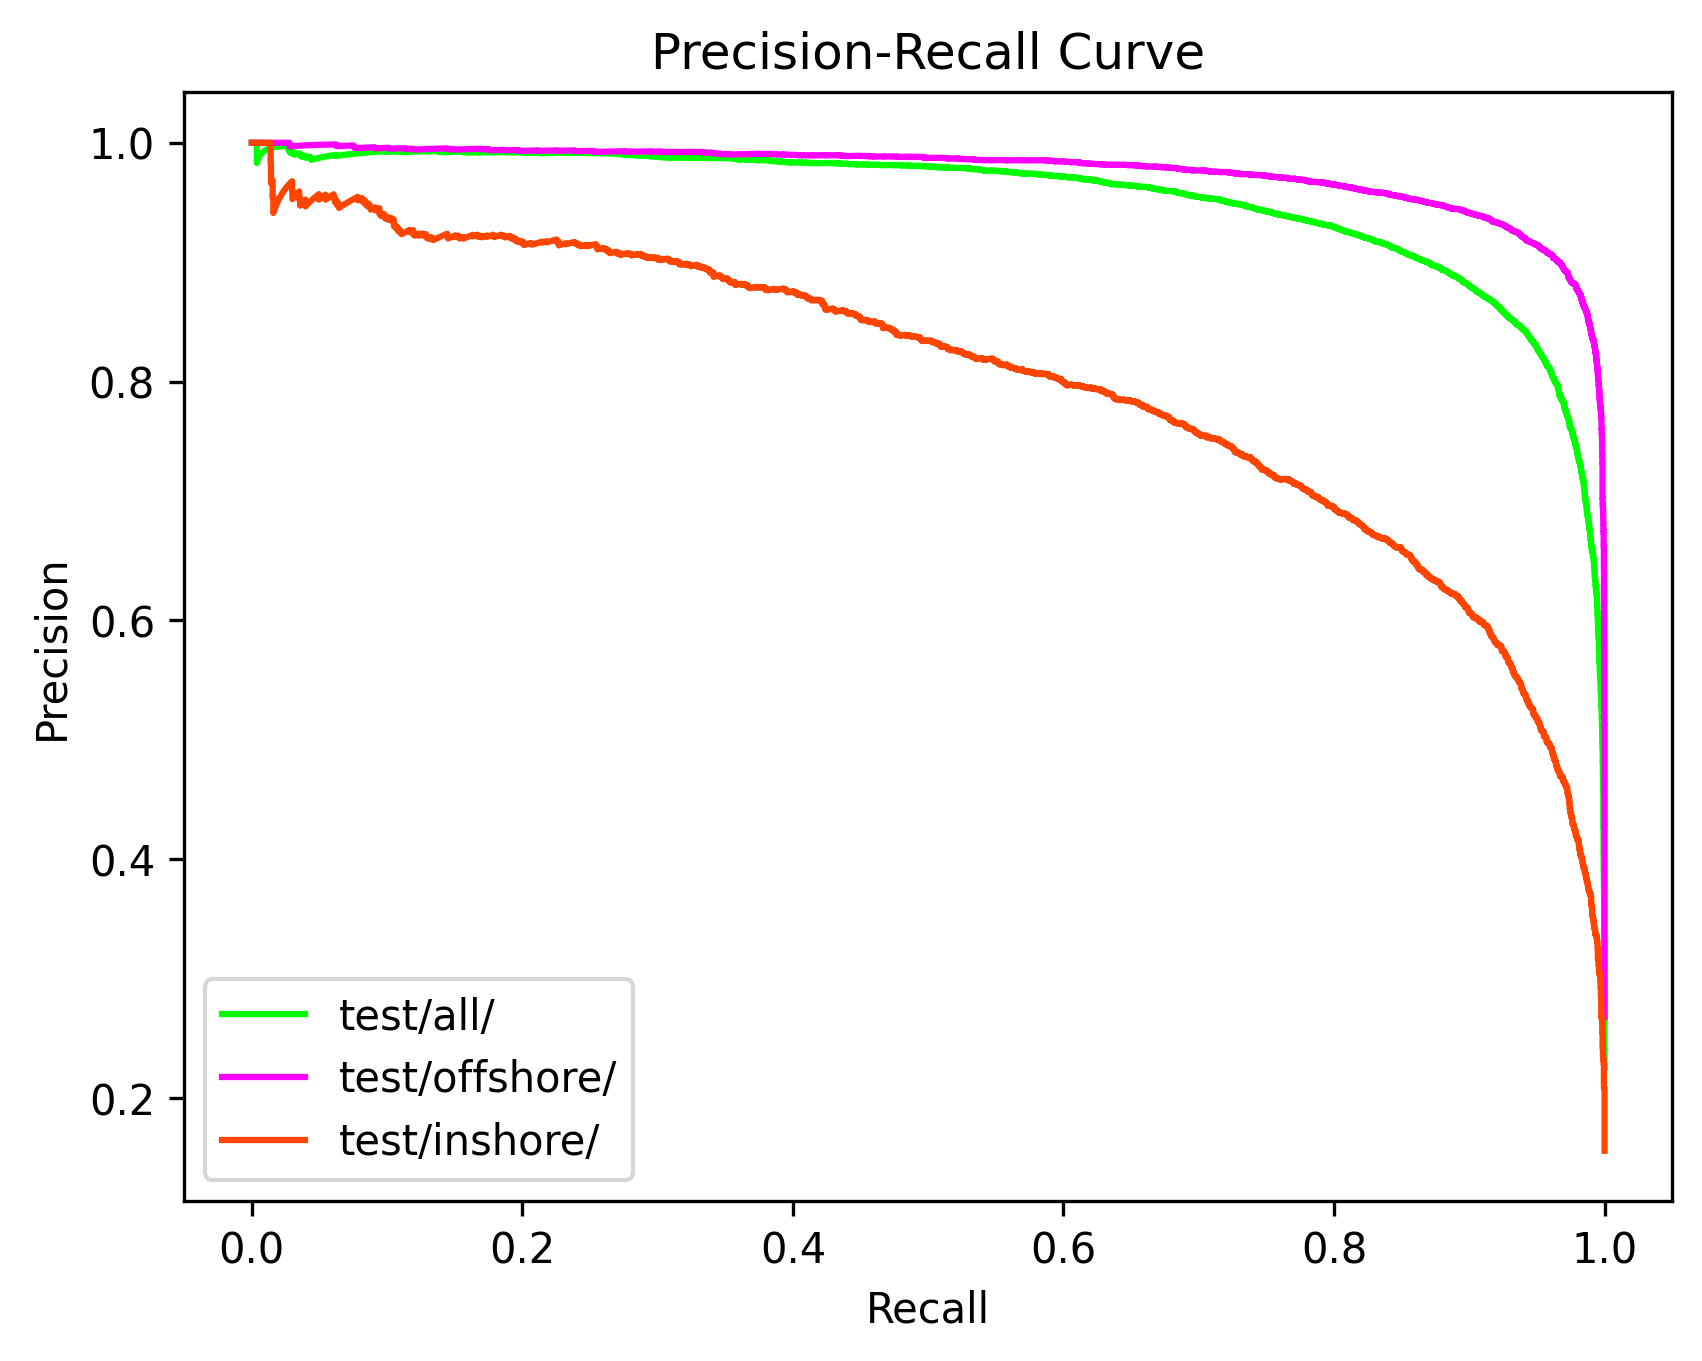 Precision-Recall Curve
1.0
0.8
0.6
0.4
0.2
Precision
test/all/
test/offshore/
test/inshore/
0.0 0.2 0.4 0.6 0.8 1.0
Recall